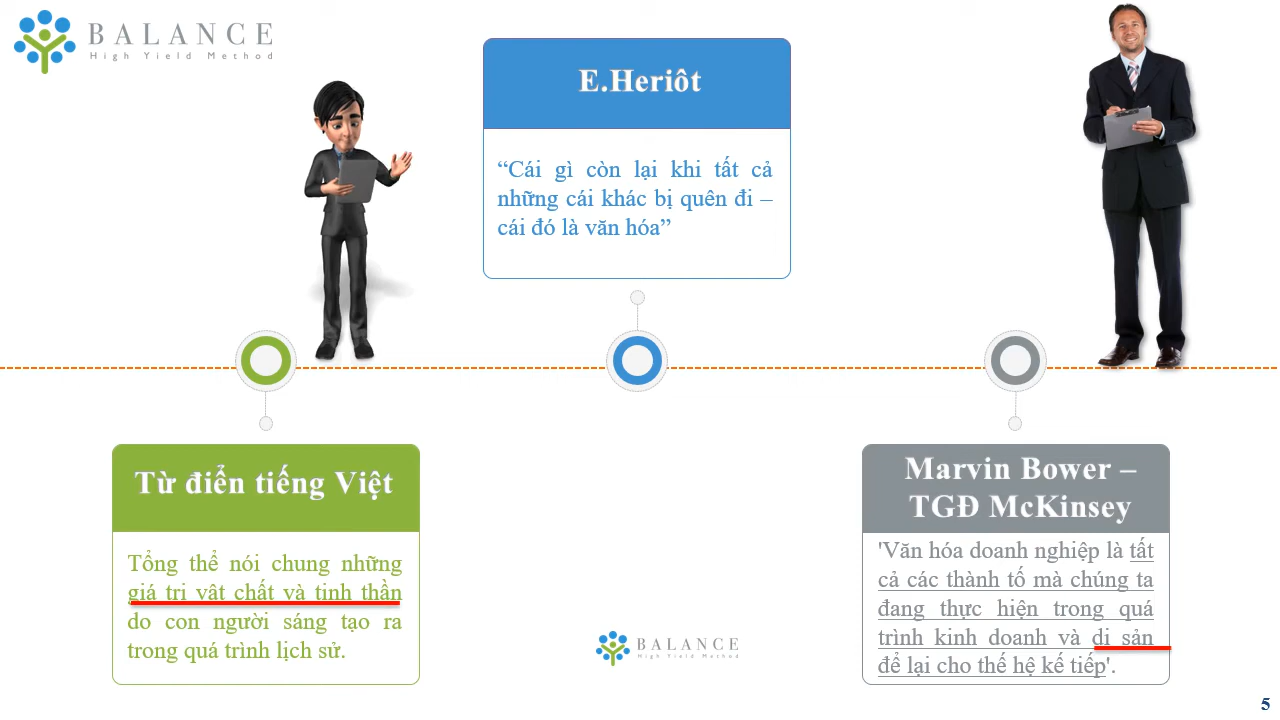 BALANCE
High Yield Method
E.Heriôt
“Cái gì còn lại khi tất cả
những cái khác bị quên đi –
cái đó là văn hóa”
Từ điển tiếng Việt
Tổng thể nói chung những
giá trị vật chất và tinh thần
do con người sáng tạo ra
trong quá trình lịch sử.
Marvin Bower –
TGĐ McKinsey
'Văn hóa doanh nghiệp là tất
cả các thành tố mà chúng ta
đang thực hiện trong quá
trình kinh doanh và di sản
để lại cho thế hệ kế tiếp'.
BALANCE
High Yield Method
5